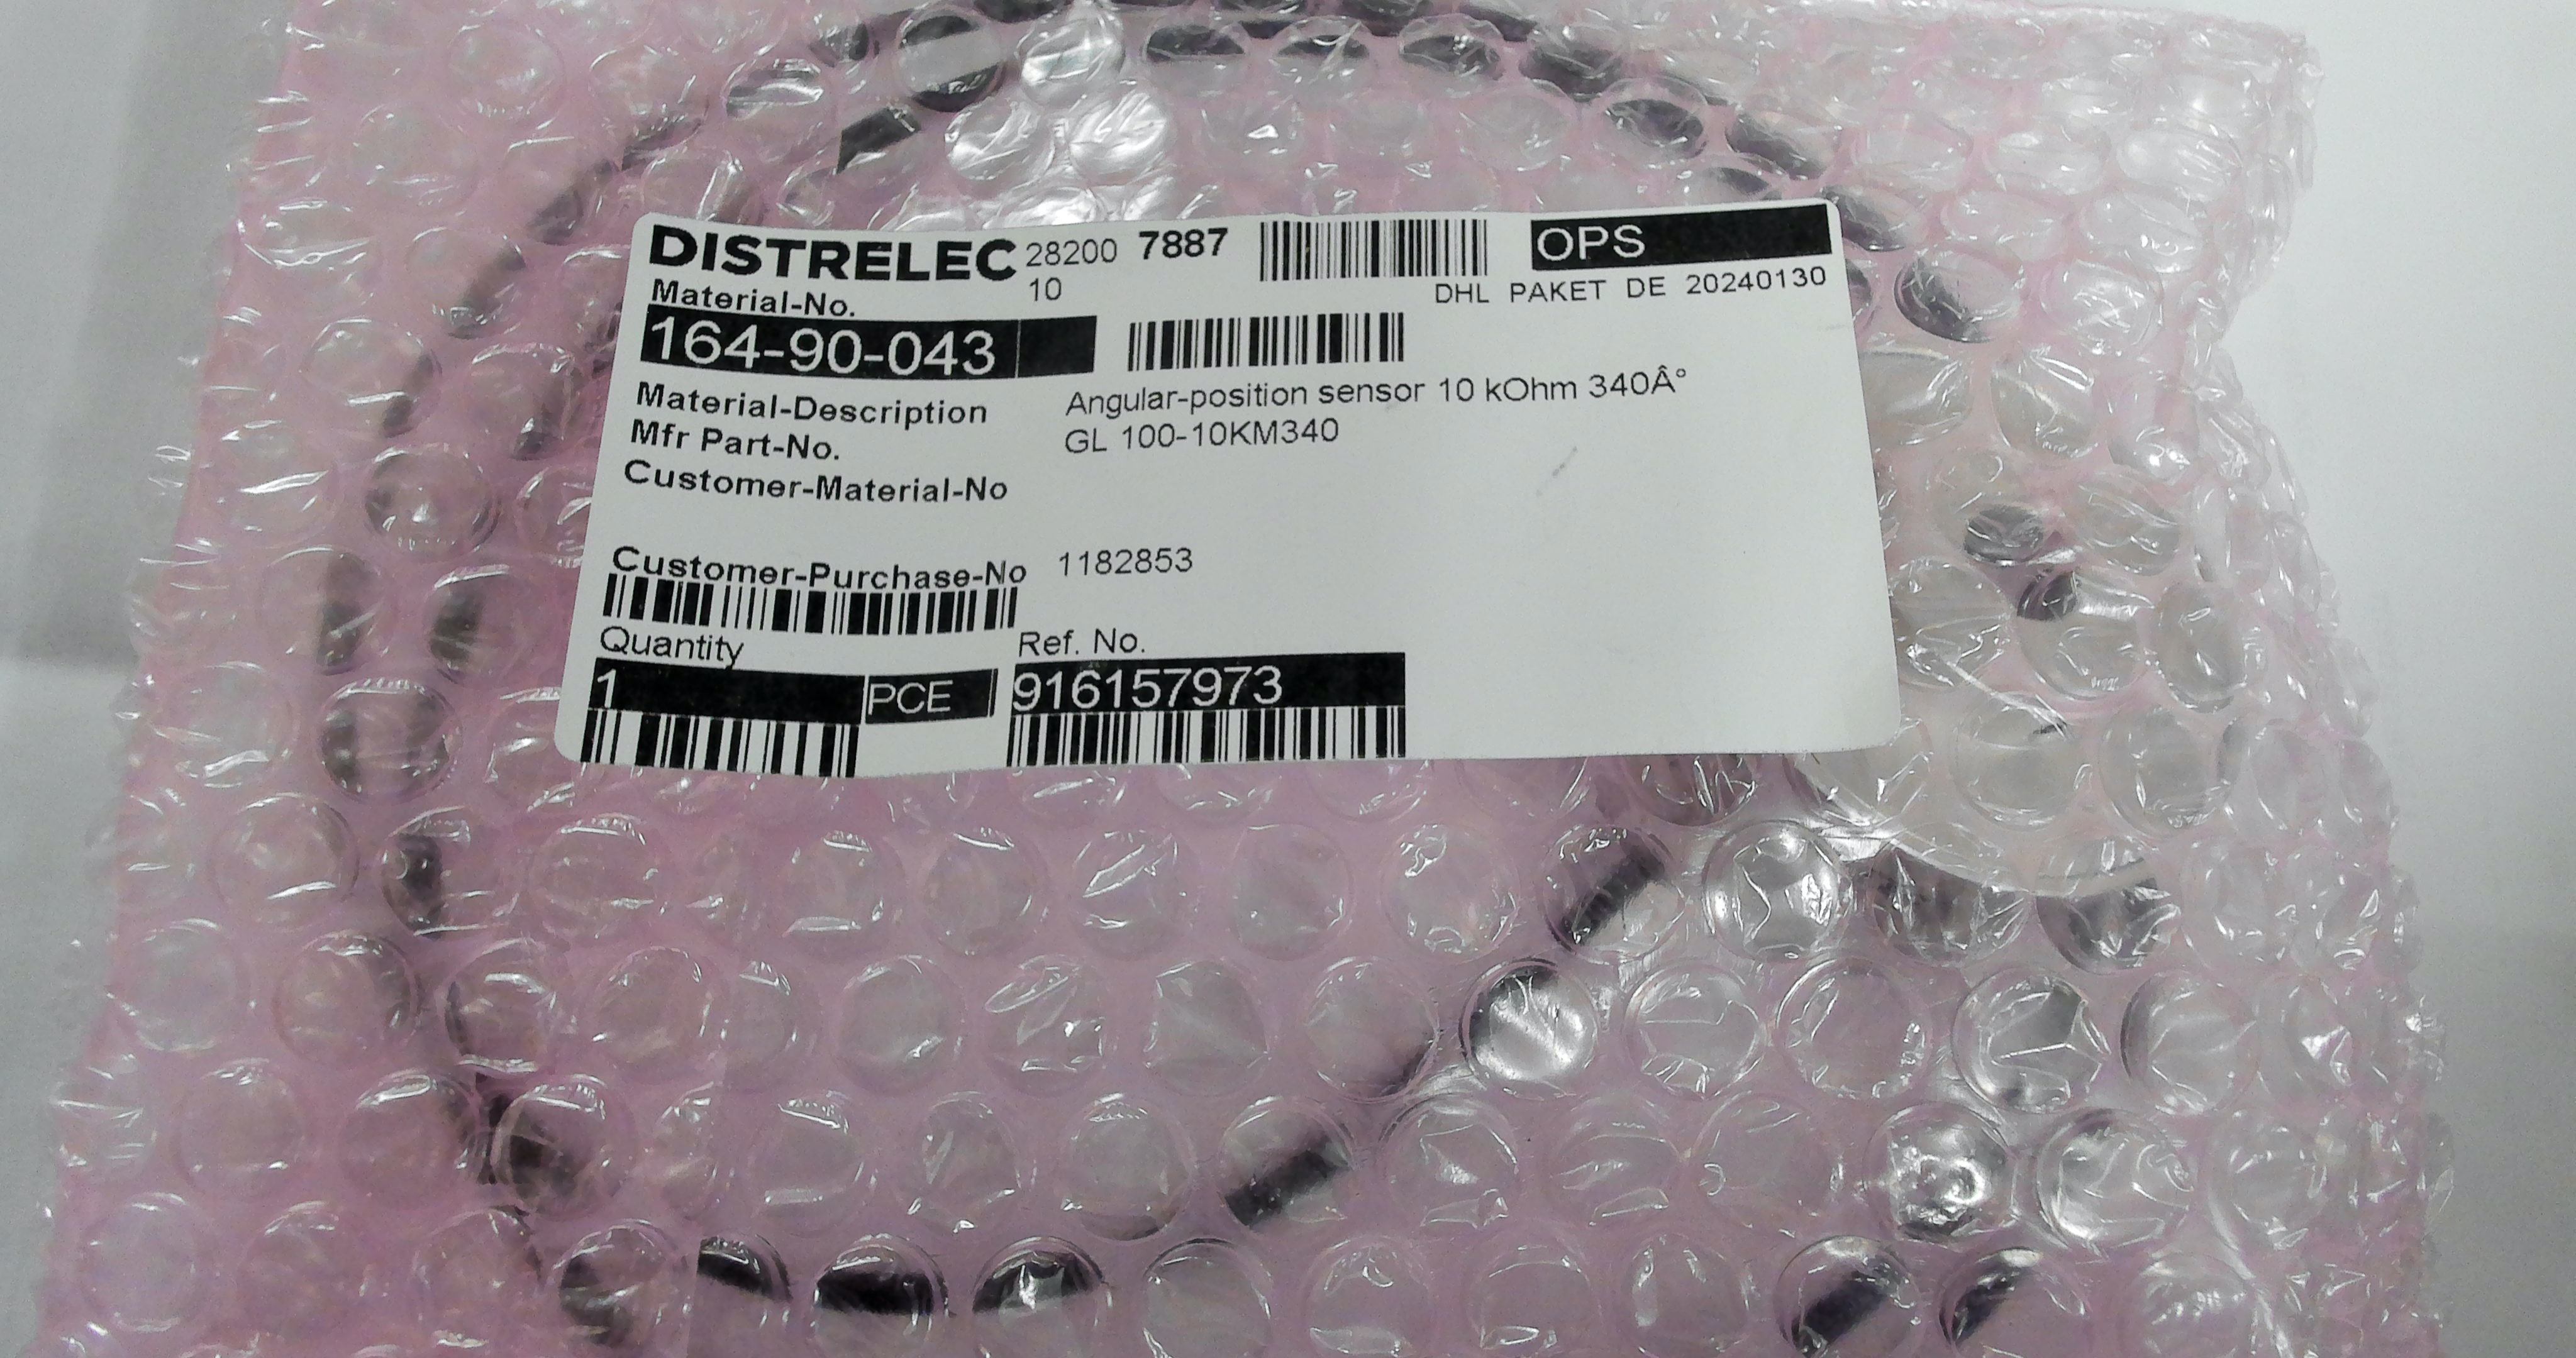 DISTRELEC 28200 7887 OPS
10 DHL PAKET DE 20240130
Material-No.
164-90-043
Material-Description Angular-position sensor 10 kOhm 340Â°
Mfr Part-No. GL 100-10KM340
Customer-Material-No
Customer-Purchase-No 1182853
Quantity Ref. No.
1 PCE 916157973